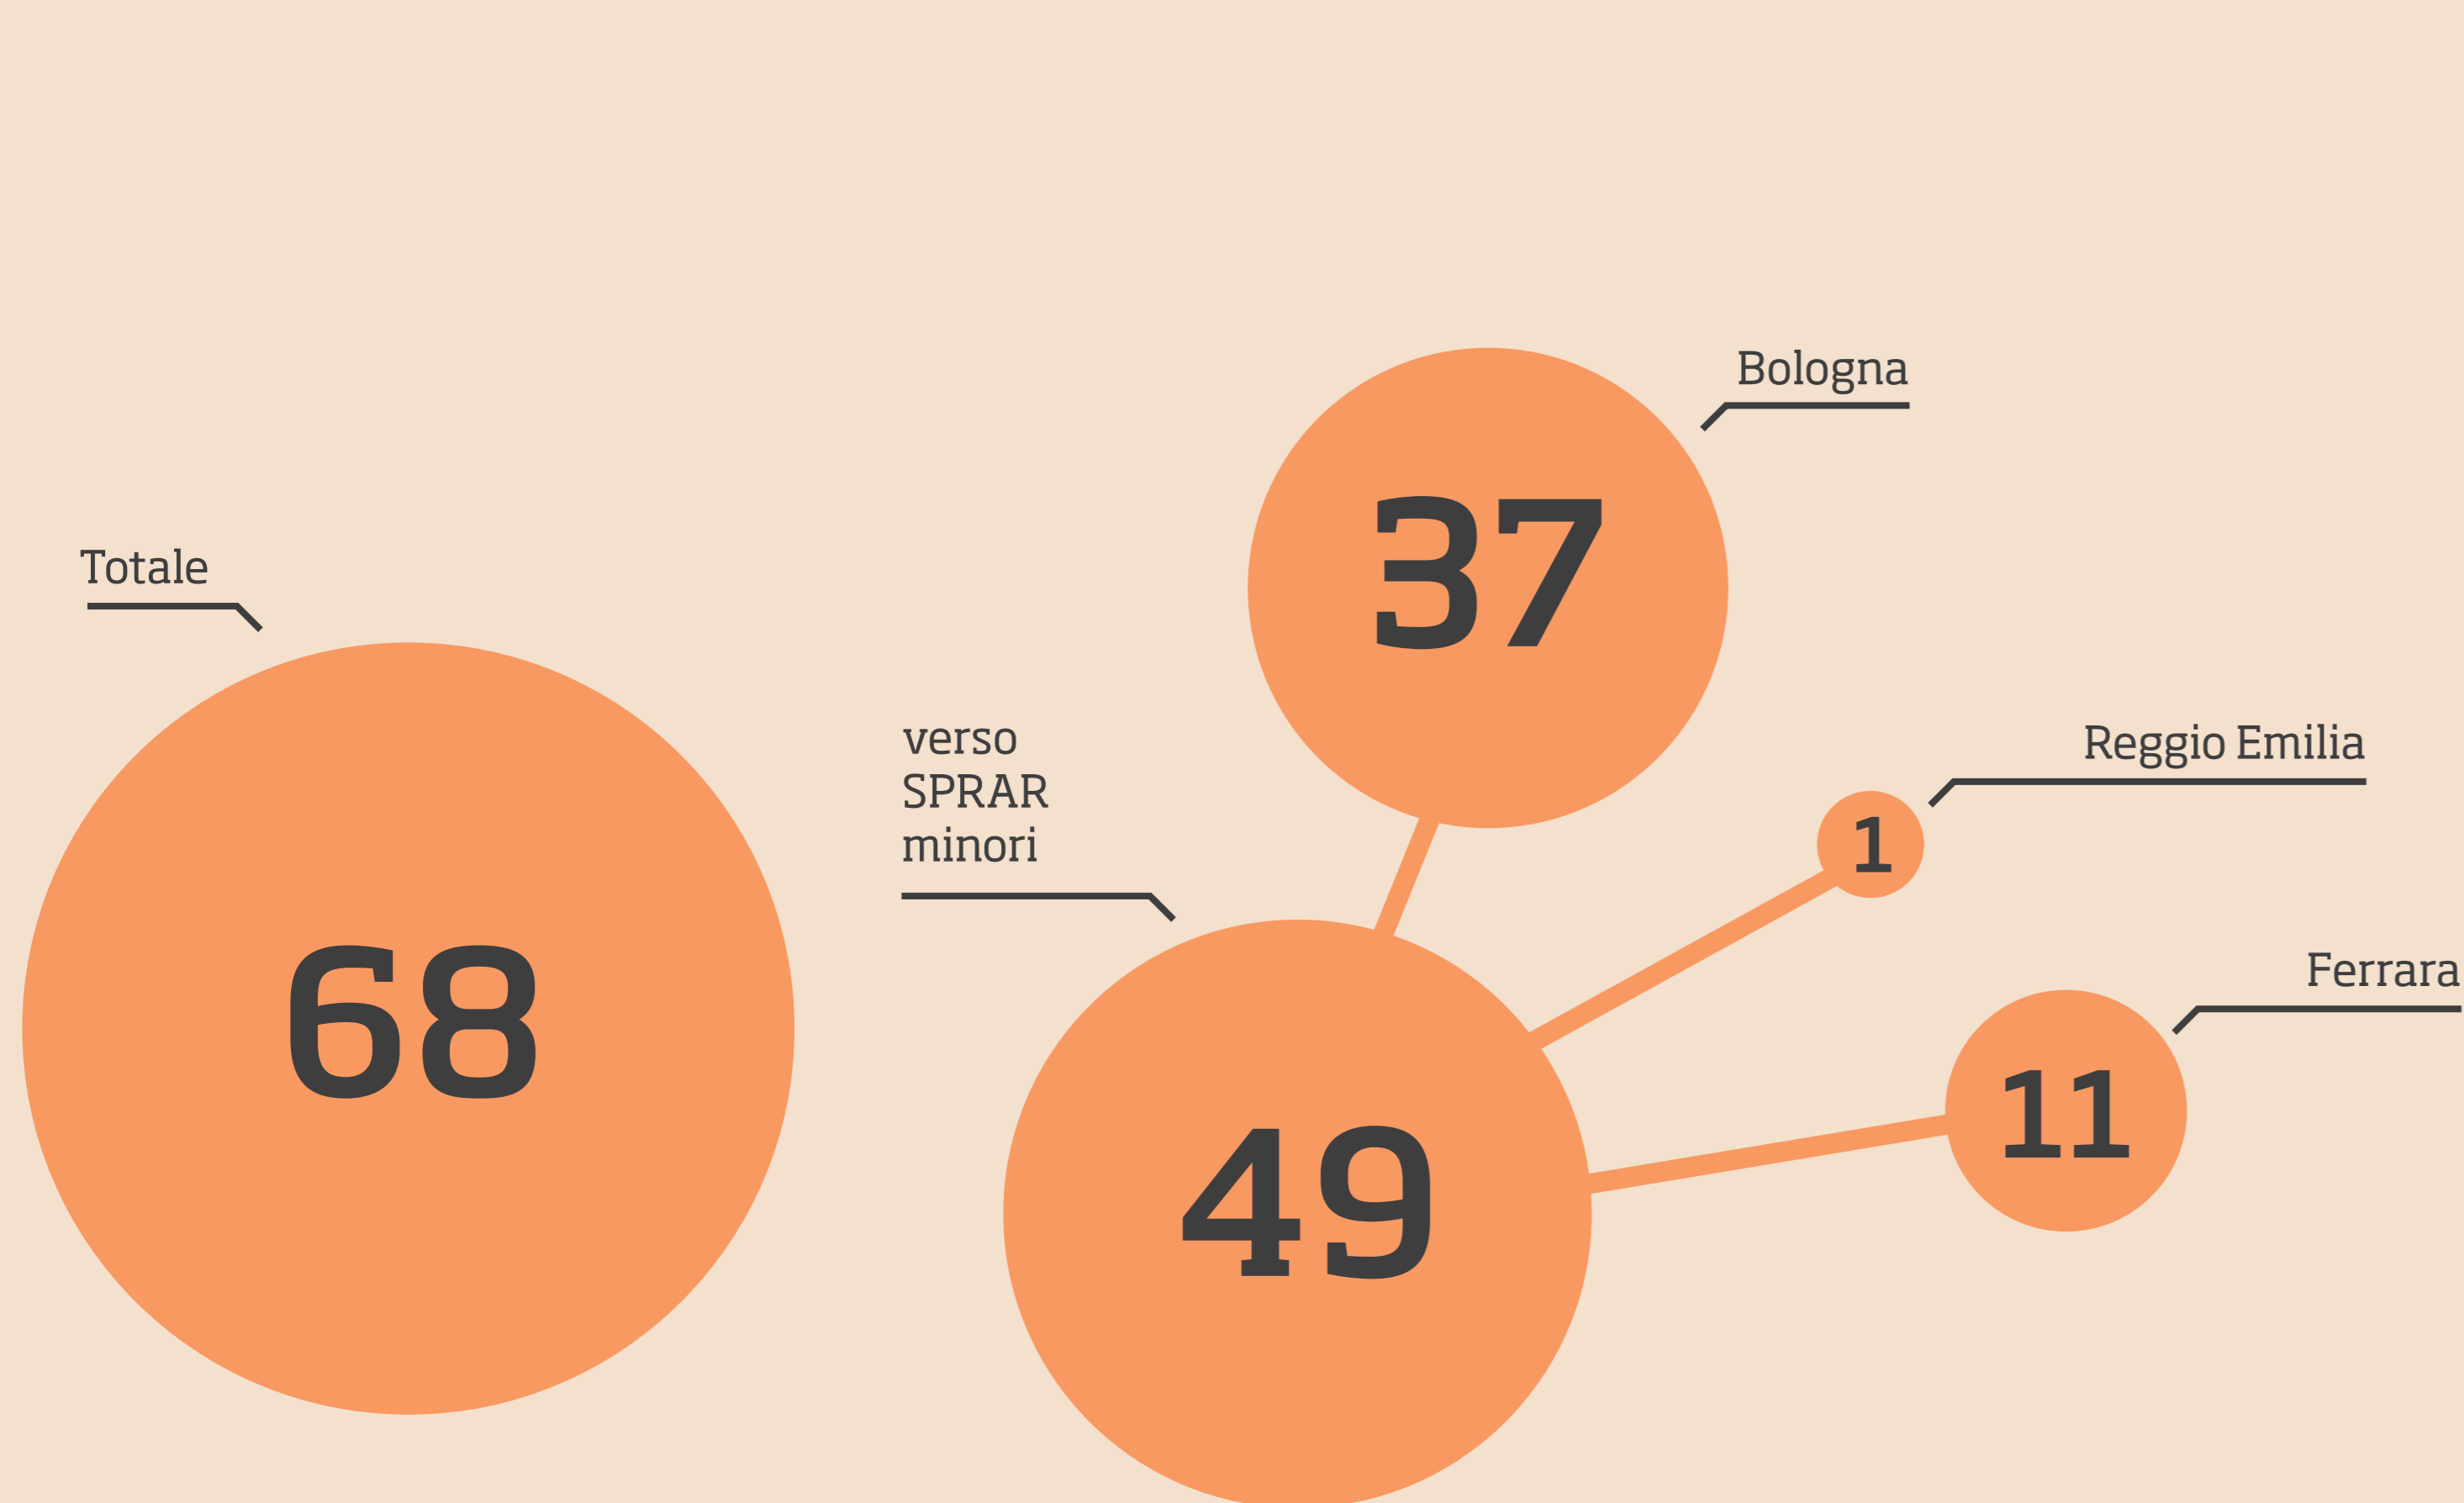 Totale
68
verso
SPRAR
minori
49
Bologna
37
Reggio Emilia
1
Ferrara
11